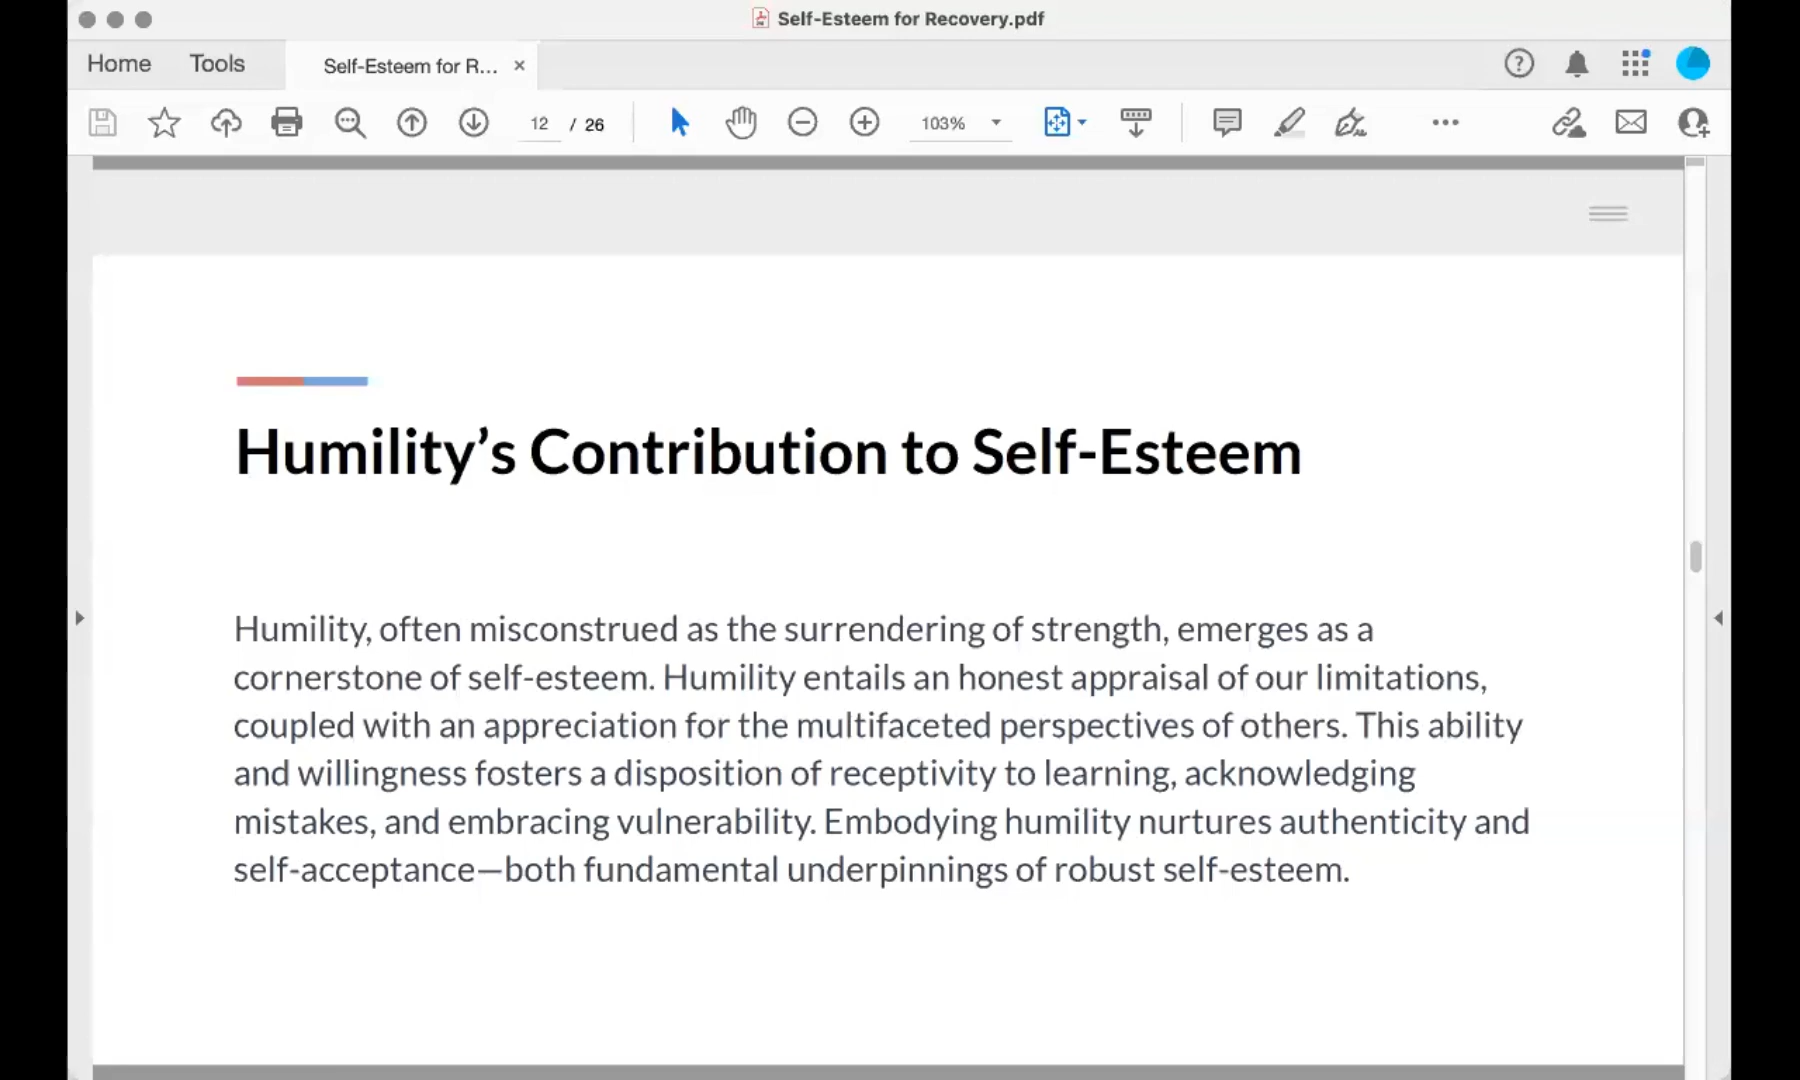 Self-Esteem for Recovery.pdf
Home Tools Self-Esteem for R... ×
12 / 26 103%
Humility’s Contribution to Self-Esteem
Humility, often misconstrued as the surrendering of strength, emerges as a
cornerstone of self-esteem. Humility entails an honest appraisal of our limitations,
coupled with an appreciation for the multifaceted perspectives of others. This ability
and willingness fosters a disposition of receptivity to learning, acknowledging
mistakes, and embracing vulnerability. Embodying humility nurtures authenticity and
self-acceptance—both fundamental underpinnings of robust self-esteem.